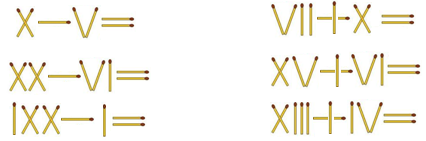 X - V =
VII + X =
XX - VI =
XV + VI =
IXX - I =
XIII + IV =